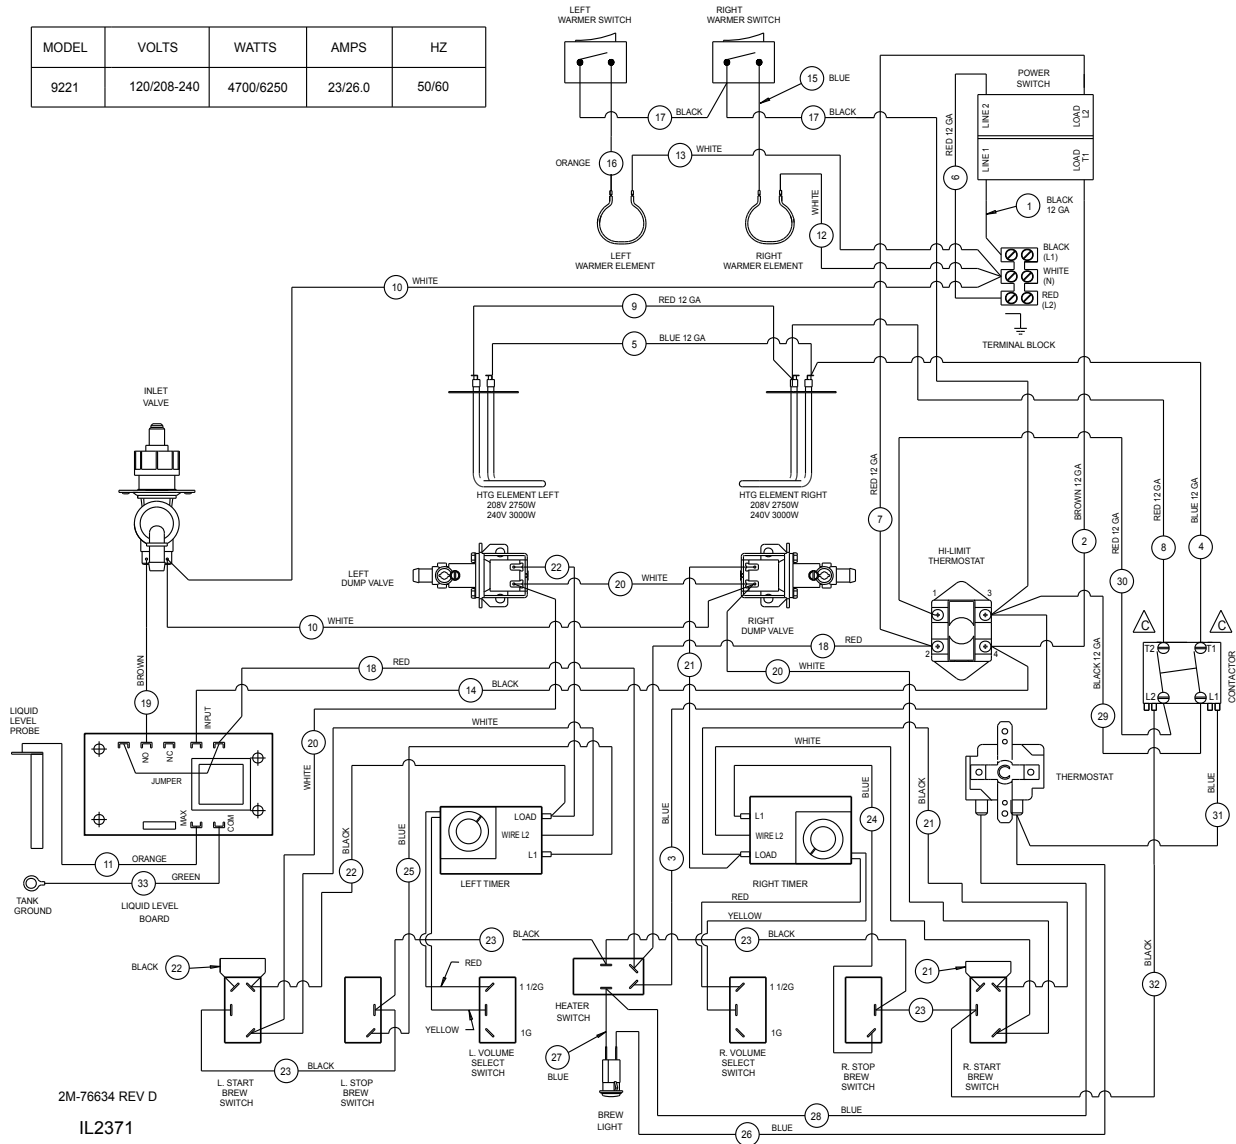 MODEL VOLTS WATTS AMPS HZ
9221 120/208-240 4700/6250 23/26.0 50/60
LEFT
WARMER SWITCH
RIGHT
WARMER SWITCH
15 BLUE
17 BLACK
17 BLACK
ORANGE 16
13 WHITE
WHITE
12
LEFT
WARMER ELEMENT
RIGHT
WARMER ELEMENT
POWER
SWITCH
LINE 2
LOAD
L2
LINE 1
LOAD
T1
RED 12 GA
6
1
BLACK
12 GA
BLACK
(L1)
WHITE
(N)
RED
(L2)
TERMINAL BLOCK
10 WHITE
9 RED 12 GA
5 BLUE 12 GA
INLET
VALVE
HTG ELEMENT LEFT
208V 2750W
240V 3000W
HTG ELEMENT RIGHT
208V 2750W
240V 3000W
RED 12 GA
7
BROWN 12 GA
2
RED 12 GA
30
RED 12 GA
8
BLUE 12 GA
4
HI-LIMIT
THERMOSTAT
1
3
2
4
LEFT
DUMP VALVE
22
20 WHITE
RIGHT
DUMP VALVE
10 WHITE
18 RED
21
20 WHITE
C
C
T2
T1
L2
L1
CONTACTOR
BLACK 12 GA
29
BROWN
19
18 RED
14 BLACK
LIQUID
LEVEL
PROBE
INPUT
NO
NC
JUMPER
MAX
COM
20
WHITE
WHITE
WHITE
THERMOSTAT
C
BLUE
31
11 ORANGE
33 GREEN
TANK
GROUND
LIQUID LEVEL
BOARD
BLACK
22
BLUE
25
LOAD
WIRE L2
L1
LEFT TIMER
BLUE
3
L1
WIRE L2
LOAD
RIGHT TIMER
BLUE
24
BLACK
21
RED
YELLOW
23 BLACK
23 BLACK
BLACK 22
RED
YELLOW
1 1/2G
1G
HEATER
SWITCH
1 1/2G
1G
21
23
BLACK
32
27
BLUE
23 BLACK
L. START
BREW
SWITCH
L. STOP
BREW
SWITCH
L. VOLUME
SELECT
SWITCH
BREW
LIGHT
R. VOLUME
SELECT
SWITCH
R. STOP
BREW
SWITCH
R. START
BREW
SWITCH
28 BLUE
26 BLUE
2M-76634 REV D
IL2371